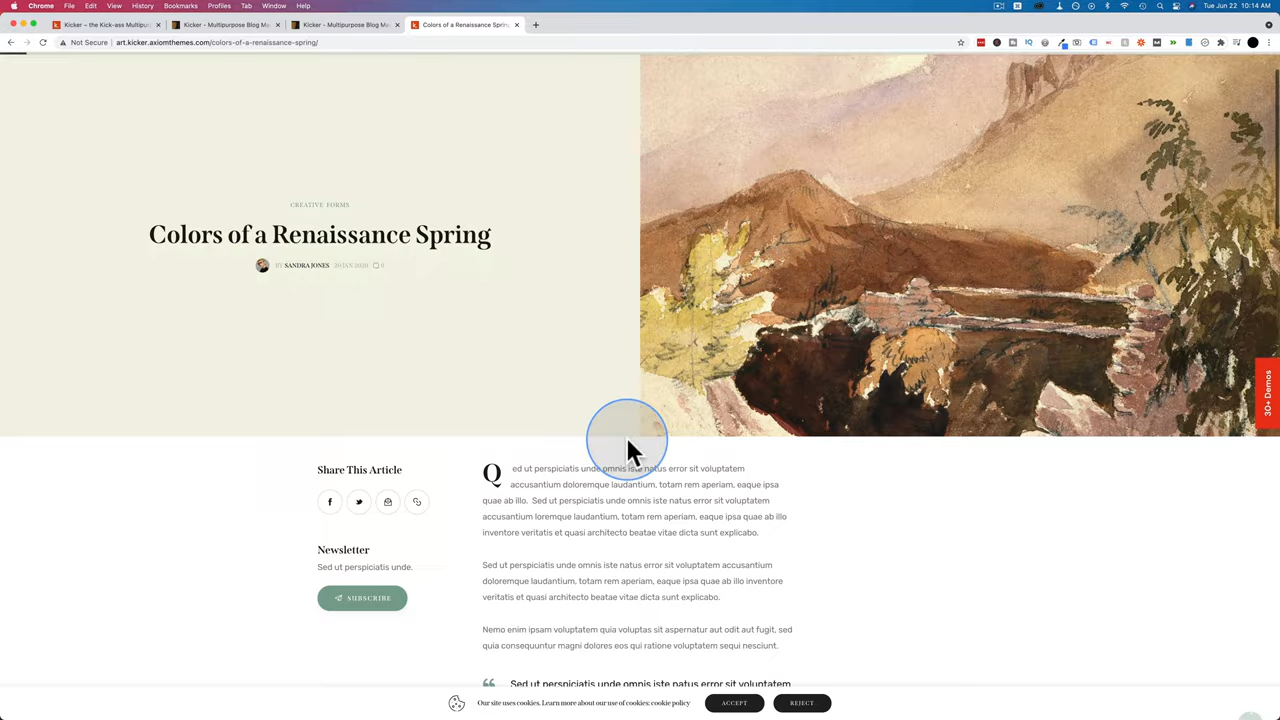 Chrome File Edit View History Bookmarks Profiles Tab Window Help
Tue Jun 22 10:14 AM
Kicker – the Kick-ass Multipur
Kicker - Multipurpose Blog Ma
Kicker - Multipurpose Blog Ma
Colors of a Renaissance Spring
Not Secure art.kicker.axiomthemes.com/colors-of-a-renaissance-spring/
CREATIVE FORMS
Colors of a Renaissance Spring
BY SANDRA JONES 20 JAN 2020
30+ Demos
Share This Article
Newsletter
Sed ut perspiciatis unde.
SUBSCRIBE
Q ed ut perspiciatis unde omnis iste natus error sit voluptatem
accusantium doloremque laudantium, totam rem aperiam, eaque ipsa
quae ab illo. Sed ut perspiciatis unde omnis iste natus error sit voluptatem
accusantium loremque laudantium, totam rem aperiam, eaque ipsa quae ab illo
inventore veritatis et quasi architecto beatae vitae dicta sunt explicabo.
Sed ut perspiciatis unde omnis iste natus error sit voluptatem accusantium
doloremque laudantium, totam rem aperiam, eaque ipsa quae ab illo inventore
veritatis et quasi architecto beatae vitae dicta sunt explicabo.
Nemo enim ipsam voluptatem quia voluptas sit aspernatur aut odit aut fugit, sed
quia consequuntur magni dolores eos qui ratione voluptatem sequi nesciunt.
“ Sed ut perspiciatis unde omnis iste natus error sit voluptatem
Our site uses cookies. Learn more about our use of cookies: cookie policy
ACCEPT
REJECT